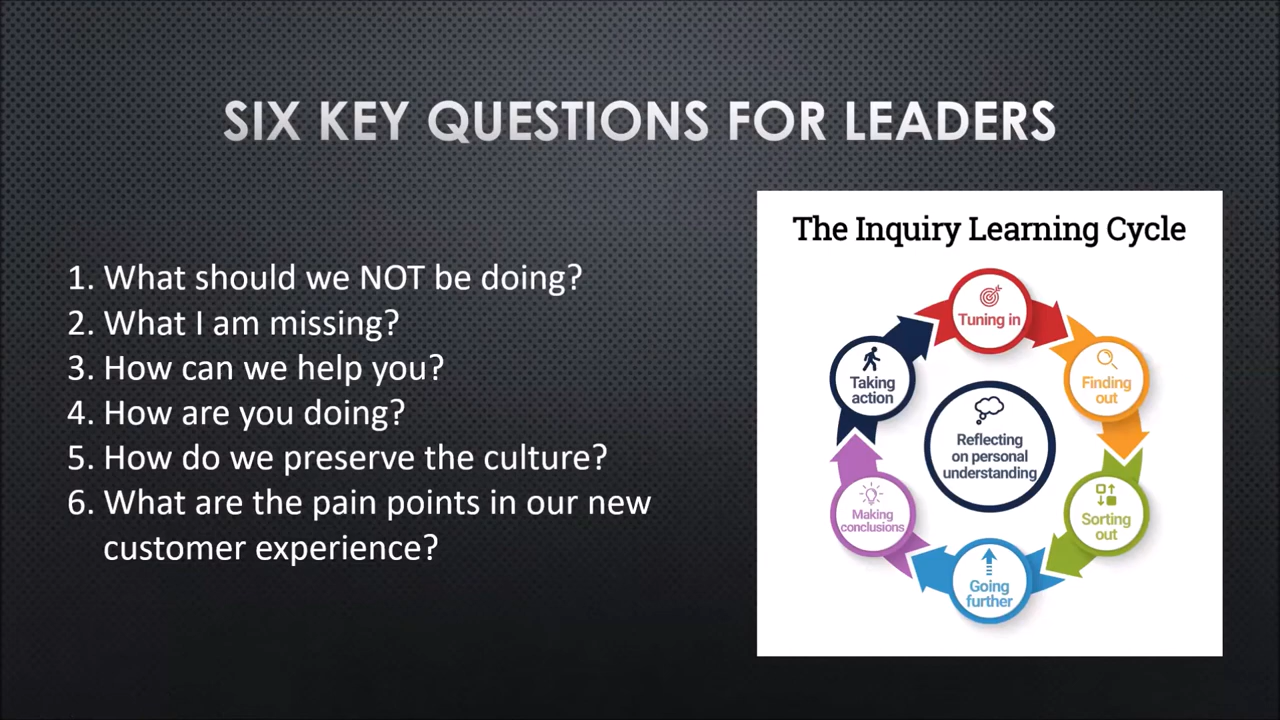 SIX KEY QUESTIONS FOR LEADERS
1. What should we NOT be doing?
2. What I am missing?
3. How can we help you?
4. How are you doing?
5. How do we preserve the culture?
6. What are the pain points in our new
customer experience?
The Inquiry Learning Cycle
Tuning in
Finding
out
Sorting
out
Going
further
Making
conclusions
Taking
action
Reflecting
on personal
understanding